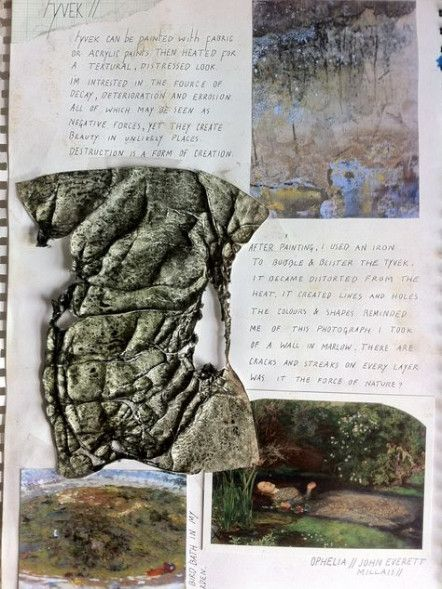 TYVEK //
TYVEK CAN BE PAINTED WITH FABRIC
OR ACRYLIC PAINTS THEN HEATED FOR
A TEXTURAL, DISTRESSED LOOK.
IM INTRESTED IN THE FOURCE OF
DECAY, DETERIORATION AND ERROSION.
ALL OF WHICH MAY BE SEEN AS
NEGATIVE FORCES, YET THEY CREATE
BEAUTY IN UNLIKELY PLACES.
DESTRUCTION IS A FORM OF CREATION.
AFTER PAINTING, I USED AN IRON
TO BUBBLE & BLISTER THE TYVEK.
IT BECAME DISTORTED FROM THE
HEAT, IT CREATED LINES AND HOLES
THE COLOURS & SHAPES REMINDED
ME OF THIS PHOTOGRAPH I TOOK
OF A WALL IN MARLOW. THERE ARE
CRACKS AND STREAKS ON EVERY LAYER
WAS IT THE FORCE OF NATURE?
BIRD BATH IN MY
OPHELIA // JOHN EVERETT
MILLAIS //